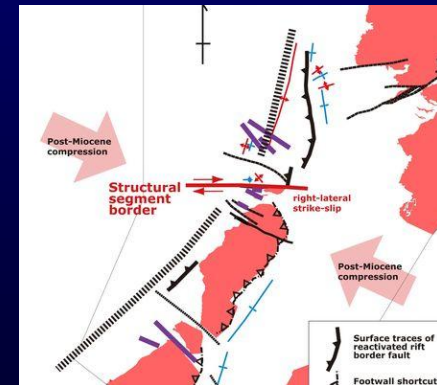 Post-Miocene
compression
Structural
segment
border
right-lateral
strike-slip
Post-Miocene
compression
Surface traces of
reactivated rift
border fault
Footwall shortcut